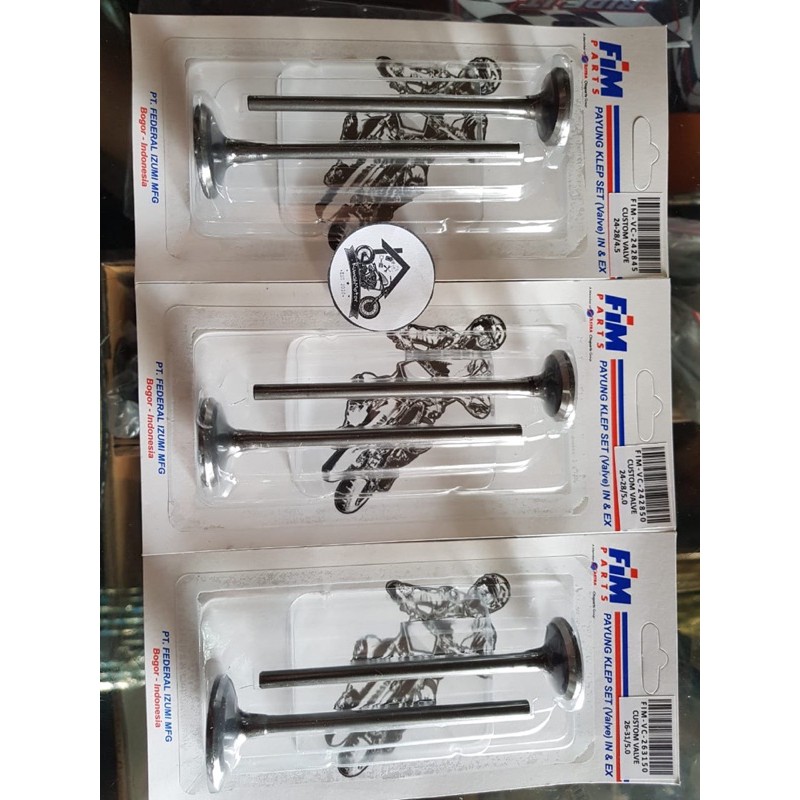 FIM
PARTS
PAYUNG KLEP SET (Valve) IN & EX
FIM-VC-242845
CUSTOM VALVE
24-28/4.5
PT. FEDERAL IZUMI MFG
Bogor - Indonesia
FIM
PARTS
PAYUNG KLEP SET (Valve) IN & EX
FIM-VC-242850
CUSTOM VALVE
24-28/5.0
PT. FEDERAL IZUMI MFG
Bogor - Indonesia
FIM
PARTS
PAYUNG KLEP SET (Valve) IN & EX
FIM-VC-263150
CUSTOM VALVE
26-31/5.0
PT. FEDERAL IZUMI MFG
Bogor - Indonesia